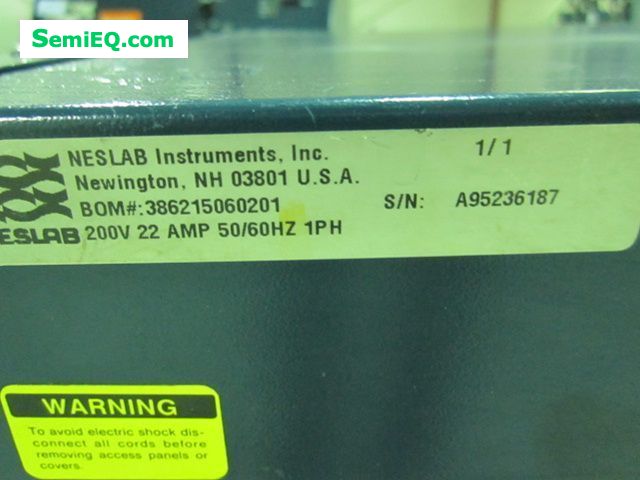 SemiEQ.com
NESLAB Instruments, Inc. 1/1
Newington, NH 03801 U.S.A.
BOM#:386215060201 S/N: A95236187
ESLAB 200V 22 AMP 50/60HZ 1PH
WARNING
To avoid electric shock dis-
connect all cords before
removing access panels or
covers.